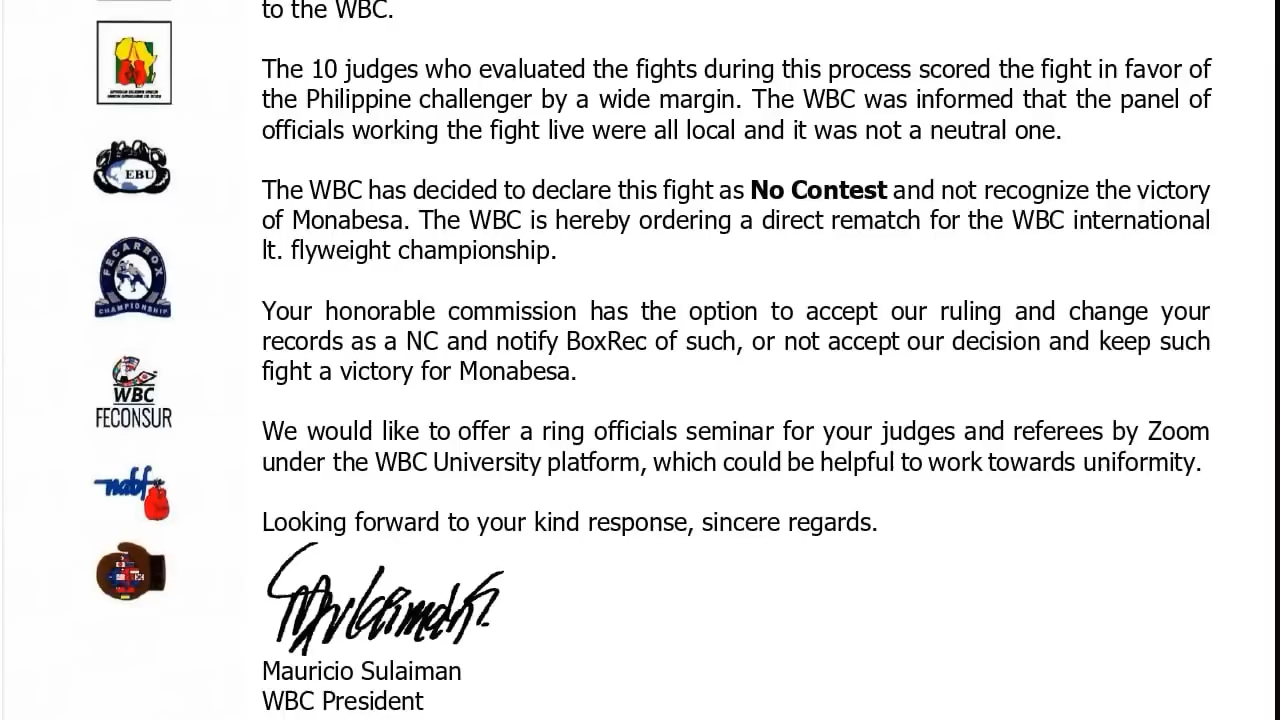 to the WBC.
The 10 judges who evaluated the fights during this process scored the fight in favor of
the Philippine challenger by a wide margin. The WBC was informed that the panel of
officials working the fight live were all local and it was not a neutral one.
EBU
The WBC has decided to declare this fight as No Contest and not recognize the victory
of Monabesa. The WBC is hereby ordering a direct rematch for the WBC international
lt. flyweight championship.
FECARBOX
CHAMPIONSHIP
Your honorable commission has the option to accept our ruling and change your
records as a NC and notify BoxRec of such, or not accept our decision and keep such
fight a victory for Monabesa.
WBC
FECONSUR
We would like to offer a ring officials seminar for your judges and referees by Zoom
under the WBC University platform, which could be helpful to work towards uniformity.
nabf
Looking forward to your kind response, sincere regards.
Mauricio Sulaiman
WBC President